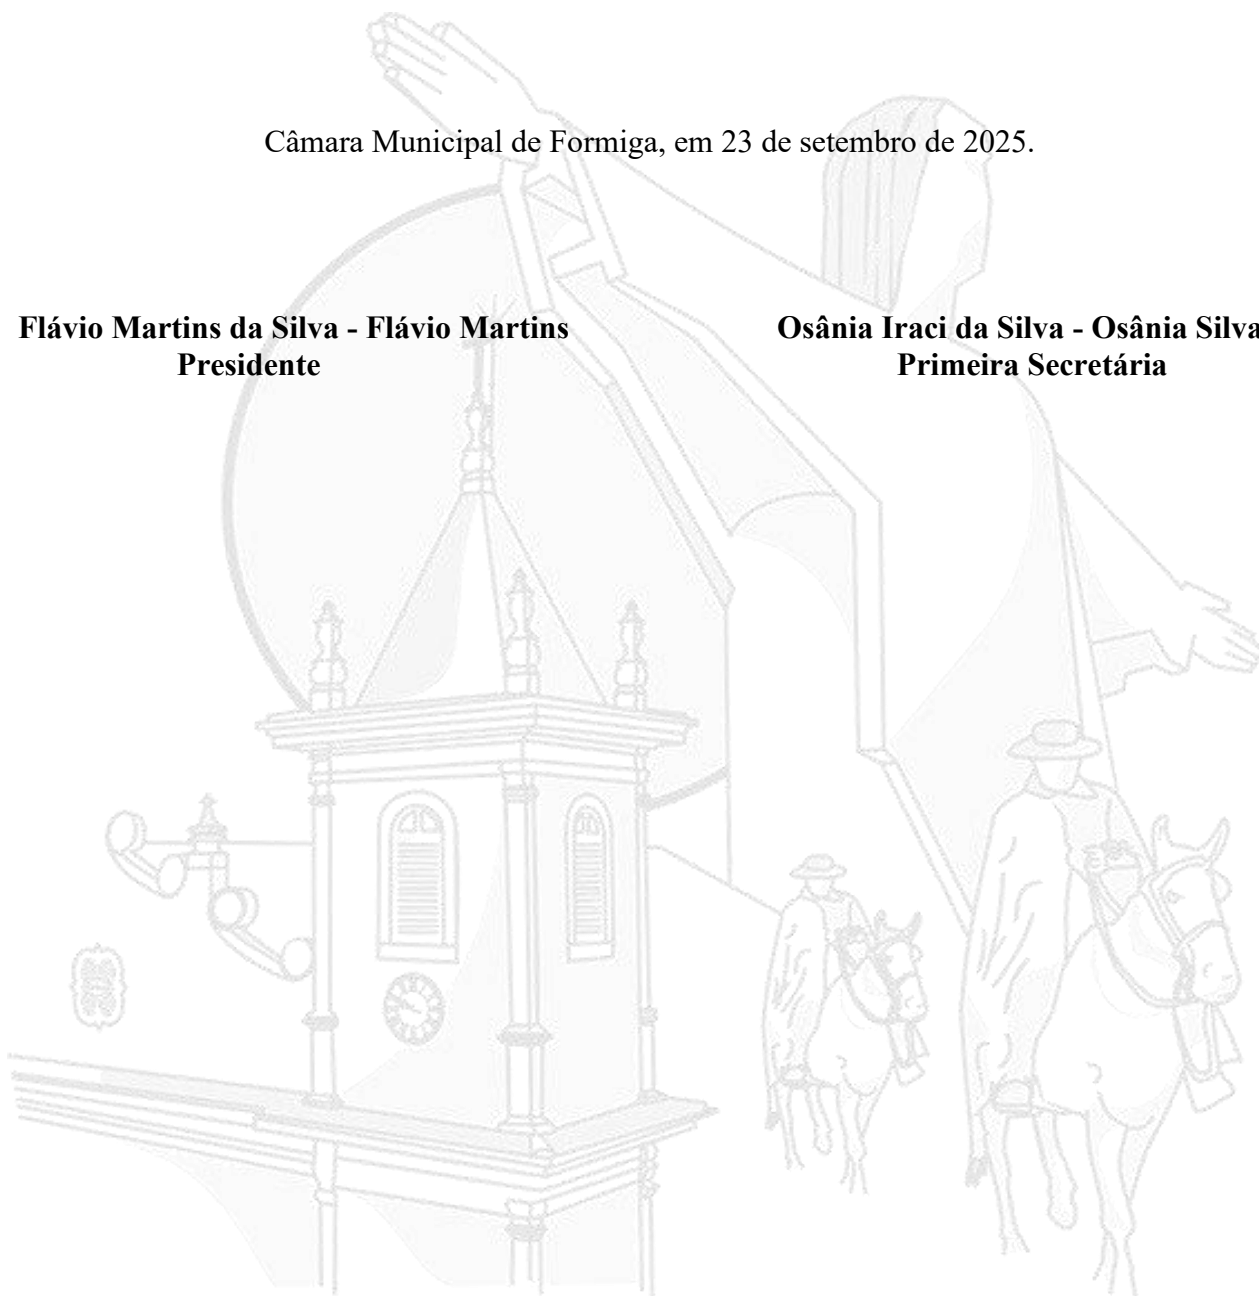 Câmara Municipal de Formiga, em 23 de setembro de 2025.
Flávio Martins da Silva - Flávio Martins
Presidente
Osânia Iraci da Silva - Osânia Silva
Primeira Secretária